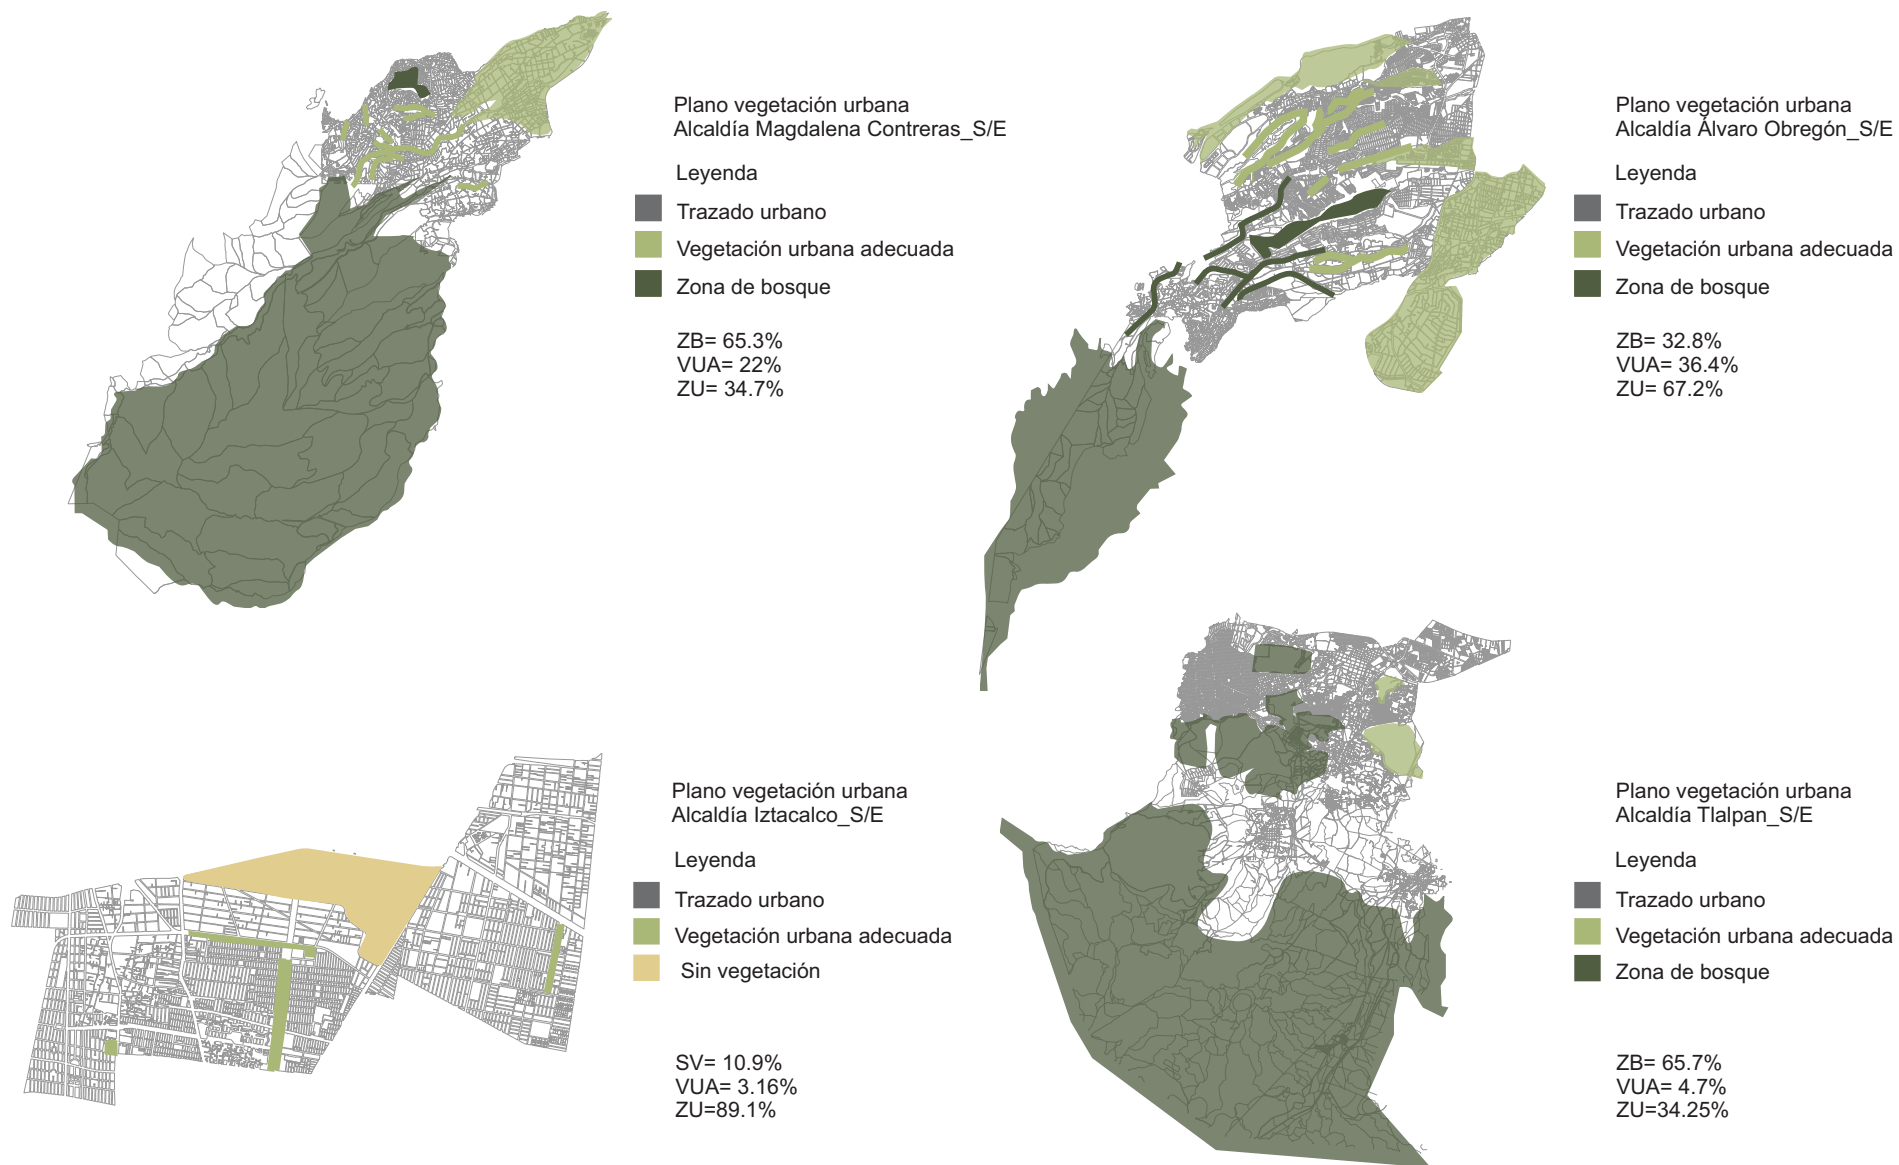 Plano vegetación urbana
Alcaldía Magdalena Contreras_S/E
Leyenda
Trazado urbano
Vegetación urbana adecuada
Zona de bosque
ZB= 65.3%
VUA= 22%
ZU= 34.7%
Plano vegetación urbana
Alcaldía Álvaro Obregón_S/E
Leyenda
Trazado urbano
Vegetación urbana adecuada
Zona de bosque
ZB= 32.8%
VUA= 36.4%
ZU= 67.2%
Plano vegetación urbana
Alcaldía Iztacalco_S/E
Leyenda
Trazado urbano
Vegetación urbana adecuada
Sin vegetación
SV= 10.9%
VUA= 3.16%
ZU=89.1%
Plano vegetación urbana
Alcaldía Tlalpan_S/E
Leyenda
Trazado urbano
Vegetación urbana adecuada
Zona de bosque
ZB= 65.7%
VUA= 4.7%
ZU=34.25%